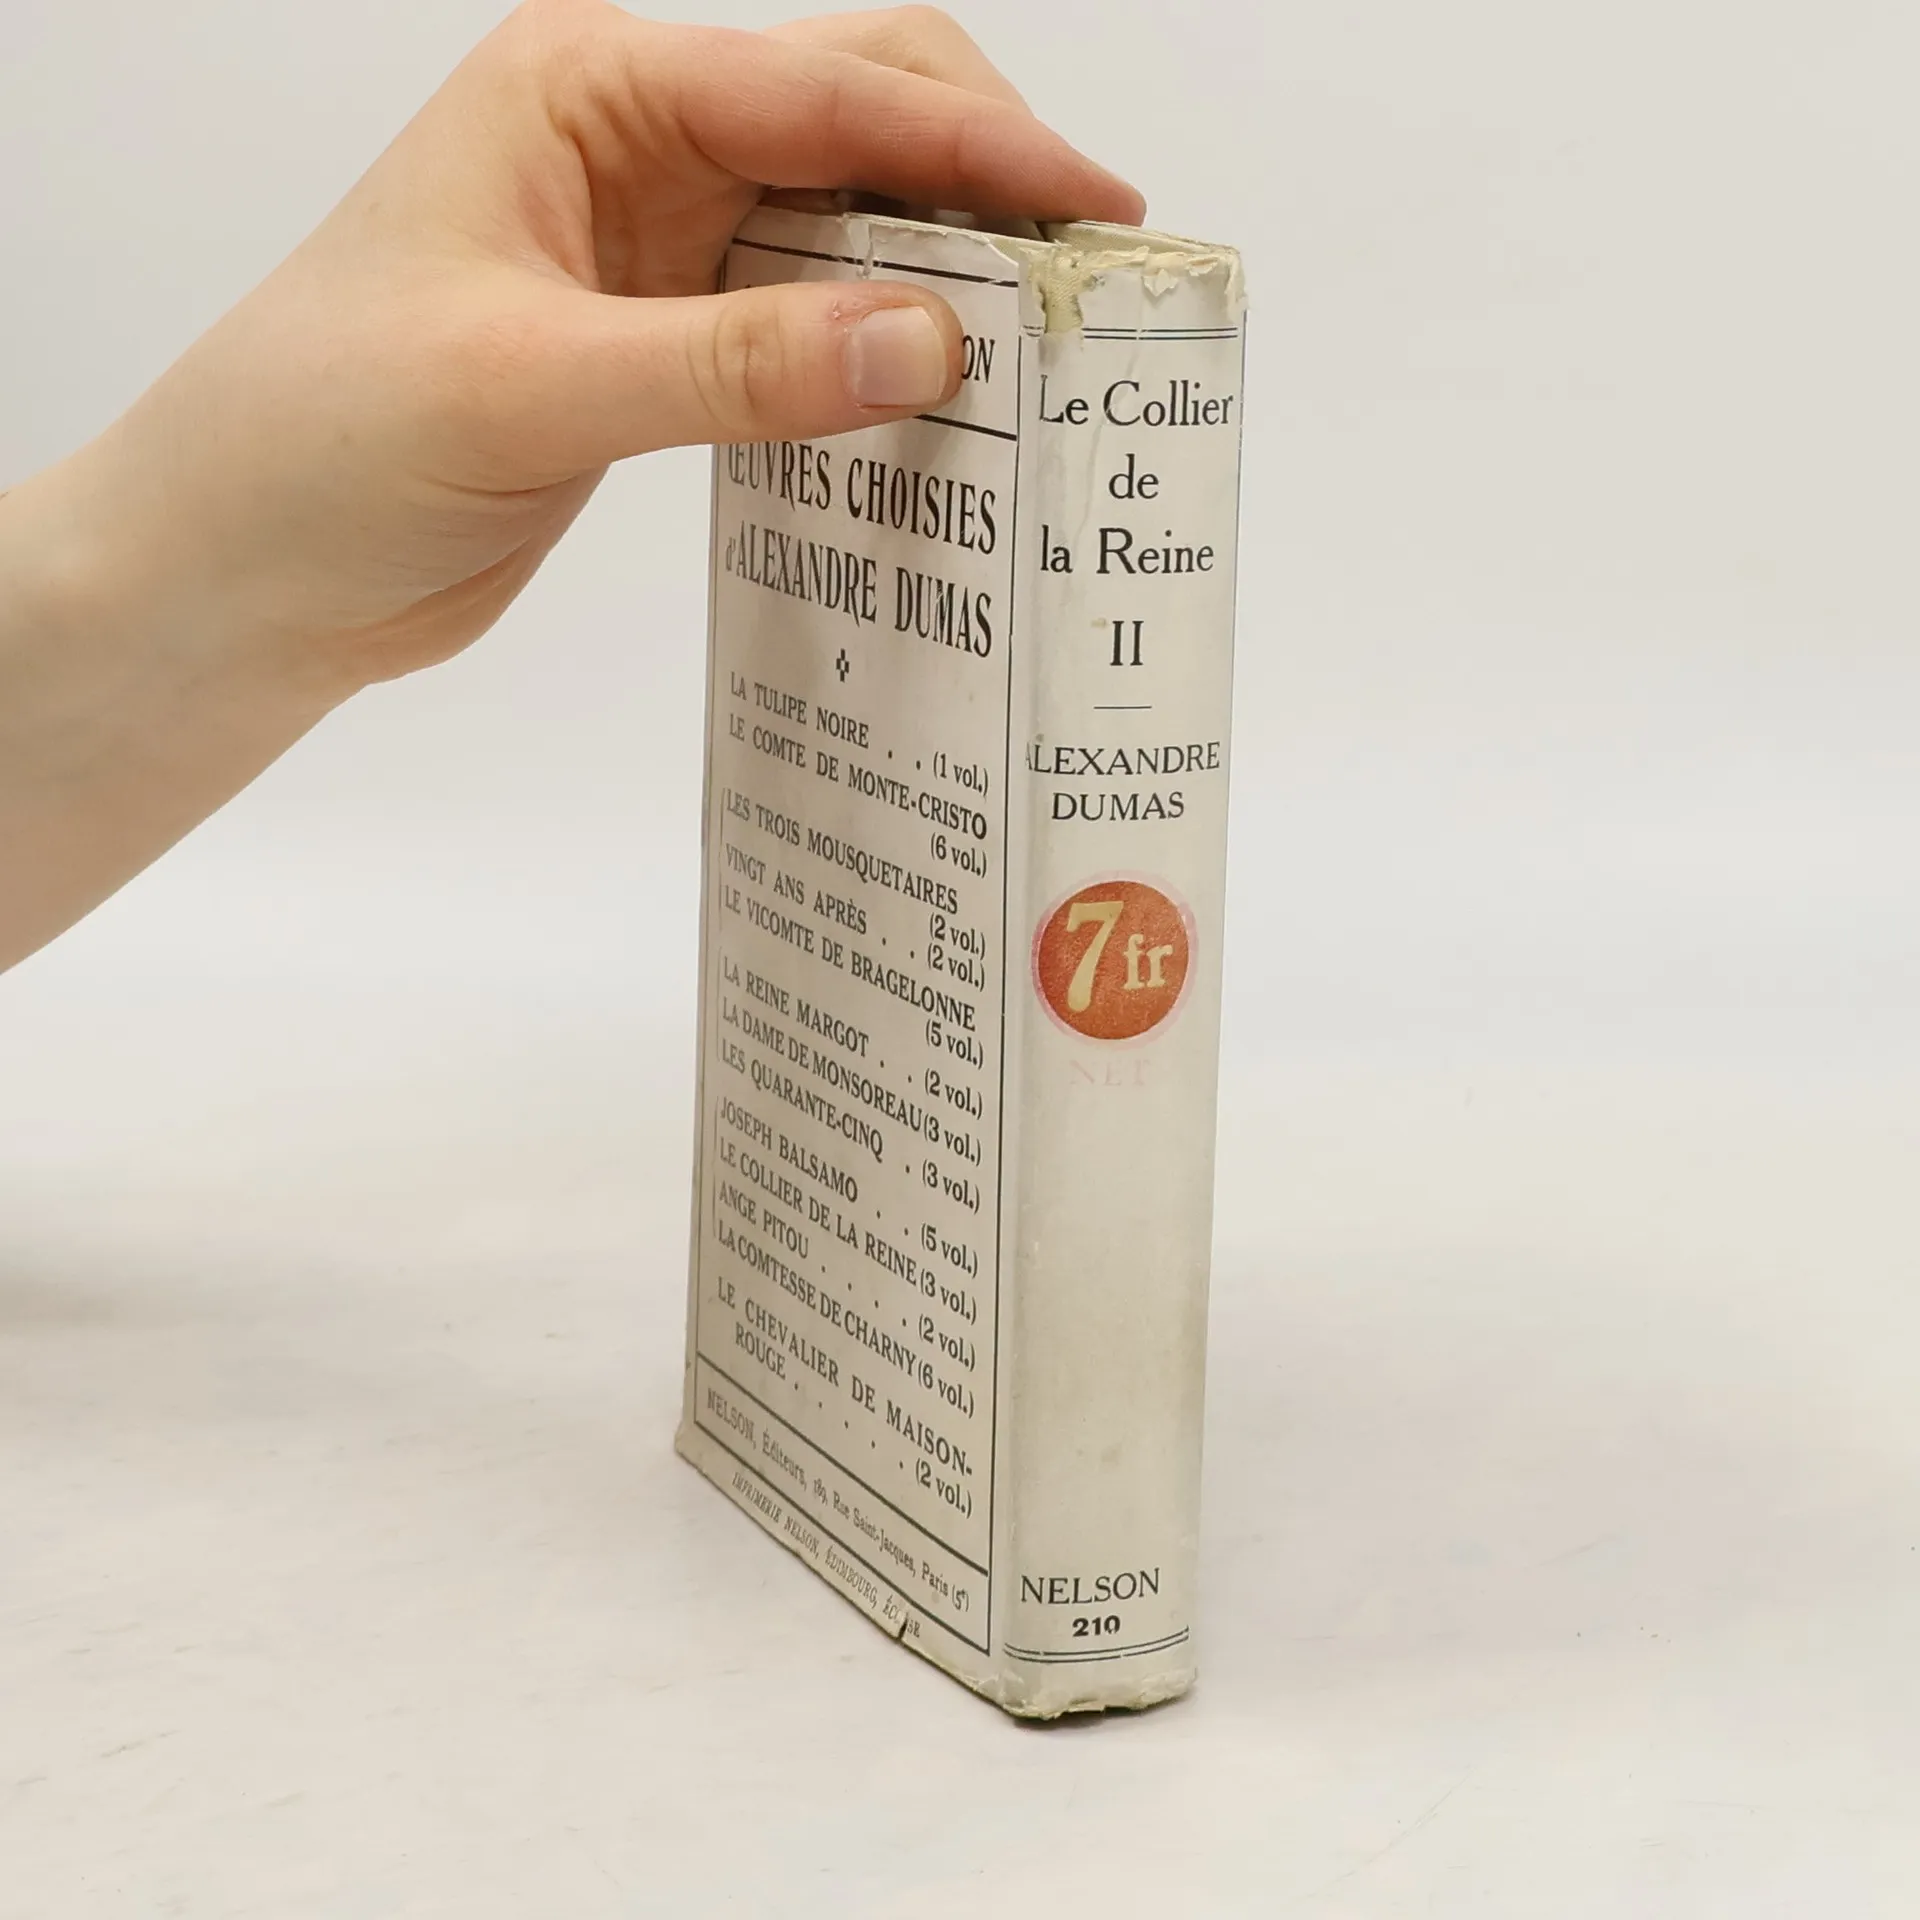 ŒUVRES CHOISIES
d'ALEXANDRE DUMAS
LA TULIPE NOIRE . . (1 vol.)
LE COMTE DE MONTE-CRISTO
(6 vol.)
LES TROIS MOUSQUETAIRES
(2 vol.)
VINGT ANS APRÈS . . (2 vol.)
LE VICOMTE DE BRAGELONNE
(5 vol.)
LA REINE MARGOT . . (2 vol.)
LA DAME DE MONSOREAU (3 vol.)
LES QUARANTE-CINQ . (3 vol.)
JOSEPH BALSAMO . . (5 vol.)
LE COLLIER DE LA REINE (3 vol.)
ANGE PITOU . . . . (2 vol.)
LA COMTESSE DE CHARNY (6 vol.)
LE CHEVALIER DE MAISON-
ROUGE . . . . . (2 vol.)
NELSON, Éditeurs, 189, Rue Saint-Jacques, Paris (5e)
IMPRIMERIE NELSON, ÉDIMBOURG,
Le Collier
de
la Reine
II
ALEXANDRE
DUMAS
7 fr
NET
NELSON
210